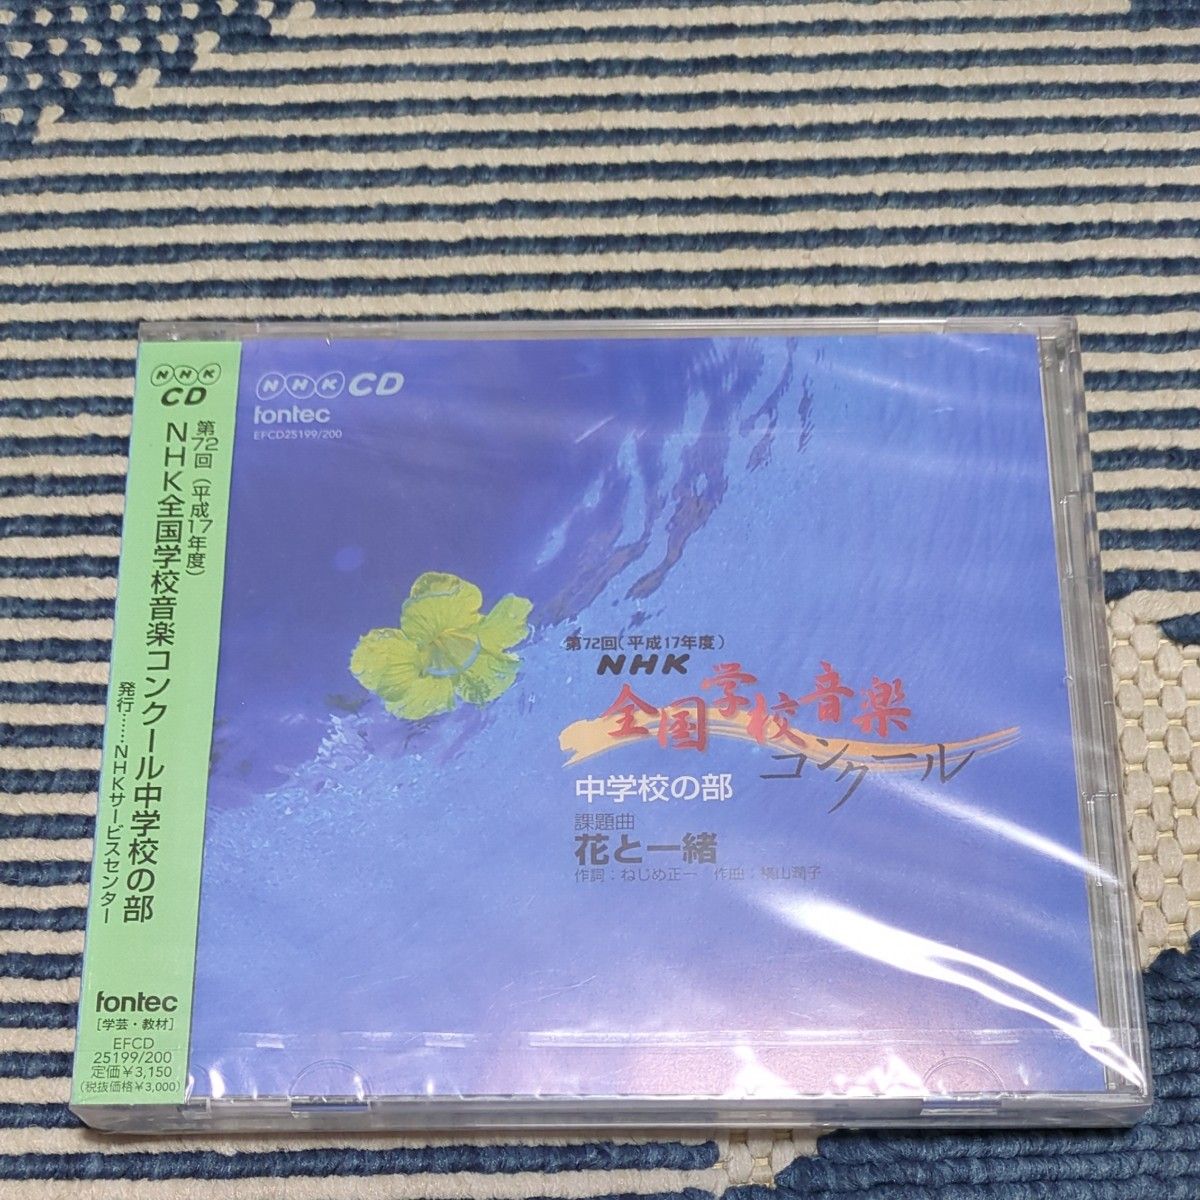 NHK
CD
第72回（平成17年度）
NHK全国学校音楽コンクール中学校の部
発行……NHKサービスセンター
fontec
［学芸・教材］
EFCD
25199/200
定価￥3,150
（税抜価格￥3,000）
NHK CD
fontec
EFCD25199/200
第72回（平成17年度）
NHK
全国学校音楽
コンクール
中学校の部
課題曲
花と一緒
作詞：ねじめ正一　作曲：横山潤子